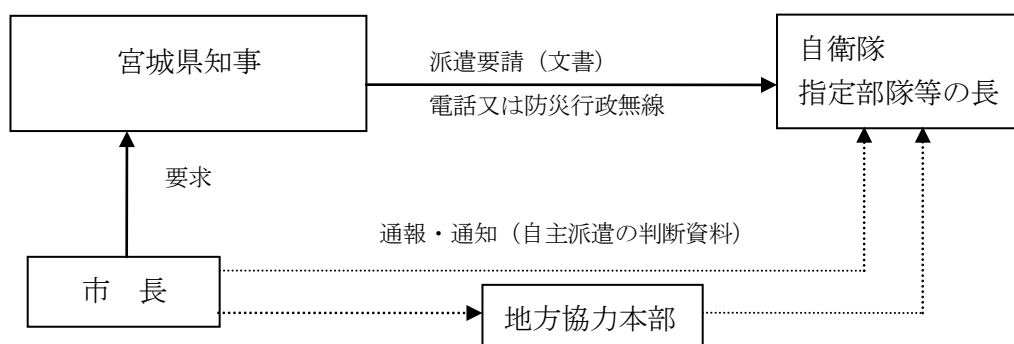 宮城県知事
派遣要請(文書)
電話又は防災行政無線
自衛隊
指定部隊等の長
要求
通報・通知(自主派遣の判断資料)
市　長
地方協力本部